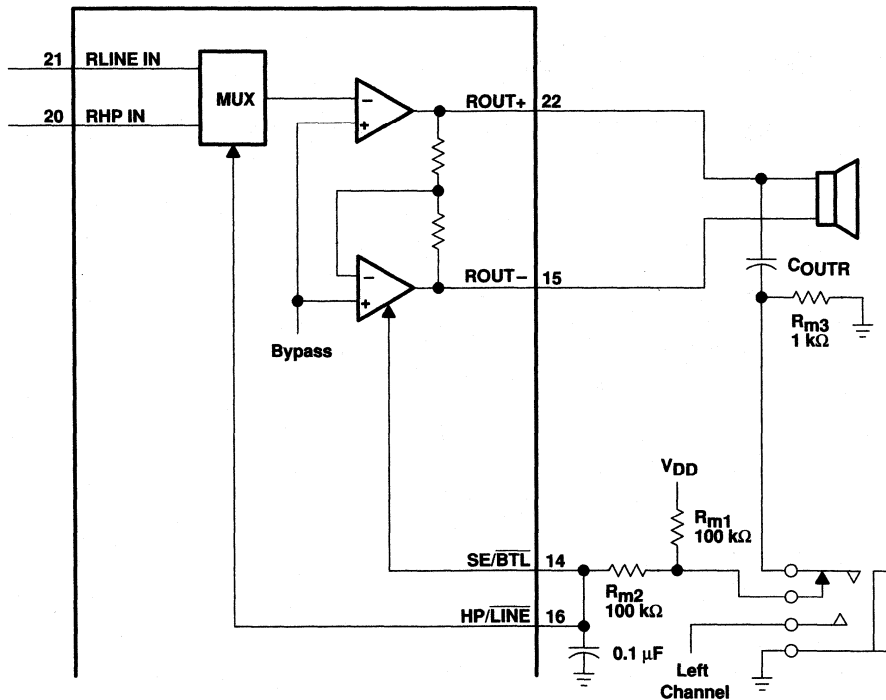 21 RLINE IN
MUX
ROUT+ 22
20 RHP IN
−
+
−
+
ROUT− 15
COUTR
Rm3
1 kΩ
Bypass
VDD
Rm1
100 kΩ
SE/BTL 14
Rm2
100 kΩ
HP/LINE 16
0.1 µF
Left
Channel